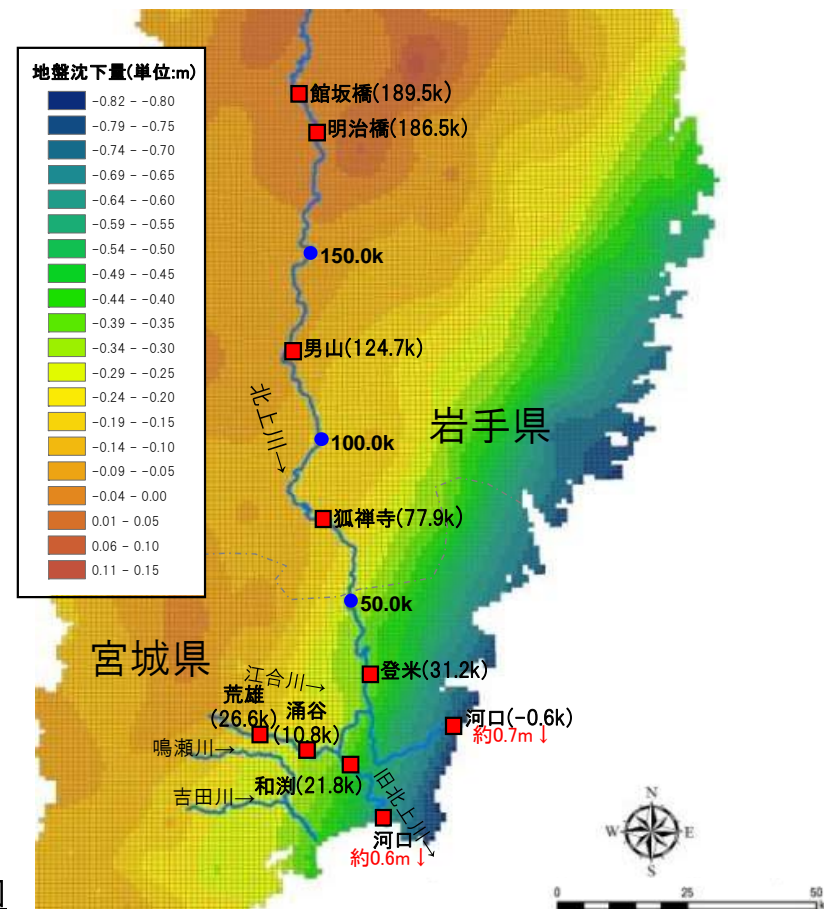 地盤沈下量(単位:m)
-0.82 - -0.80
-0.79 - -0.75
-0.74 - -0.70
-0.69 - -0.65
-0.64 - -0.60
-0.59 - -0.55
-0.54 - -0.50
-0.49 - -0.45
-0.44 - -0.40
-0.39 - -0.35
-0.34 - -0.30
-0.29 - -0.25
-0.24 - -0.20
-0.19 - -0.15
-0.14 - -0.10
-0.09 - -0.05
-0.04 - 0.00
0.01 - 0.05
0.06 - 0.10
0.11 - 0.15
館坂橋(189.5k)
明治橋(186.5k)
150.0k
男山(124.7k)
北上川→
岩手県
100.0k
狐禅寺(77.9k)
50.0k
宮城県
登米(31.2k)
江合川→
荒雄
(26.6k)
涌谷
(10.8k)
河口(-0.6k)
約0.7m↓
鳴瀬川→
和渕(21.8k)
吉田川→
旧北上川→
河口
約0.6m↓
N
W
E
S
0
25
50